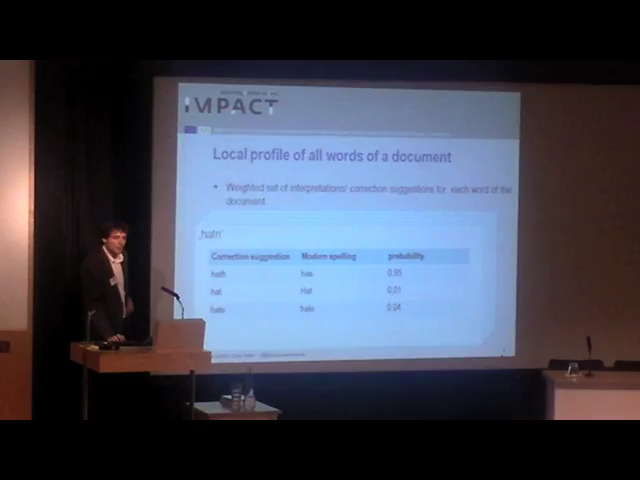 IMPACT
Local profile of all words of a document
• Weighted set of interpretations/ correction suggestions for each word of the
document.
„hatn“
Correction suggestion Modern spelling probability
hath has 0,95
hat Hat 0,01
hate hate 0.04